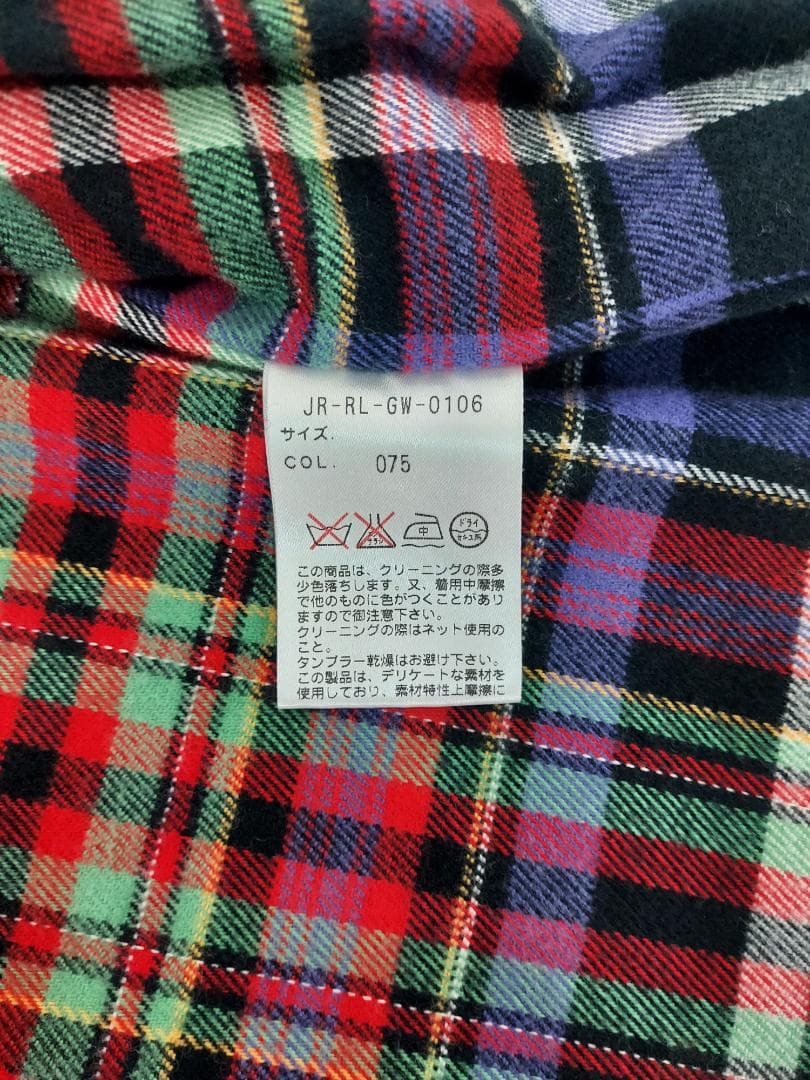 JR-RL-GW-0106
サイズ.
COL. 075
中
ドライ
セキユ系
この商品は、クリーニングの際多
少色落ちします。又、着用中摩擦
で他のものに色がつくことがあり
ますので御注意下さい。
クリーニングの際はネット使用の
こと。
タンブラー乾燥はお避け下さい。
この製品は、デリケートな素材を
使用しており、素材特性上摩擦に